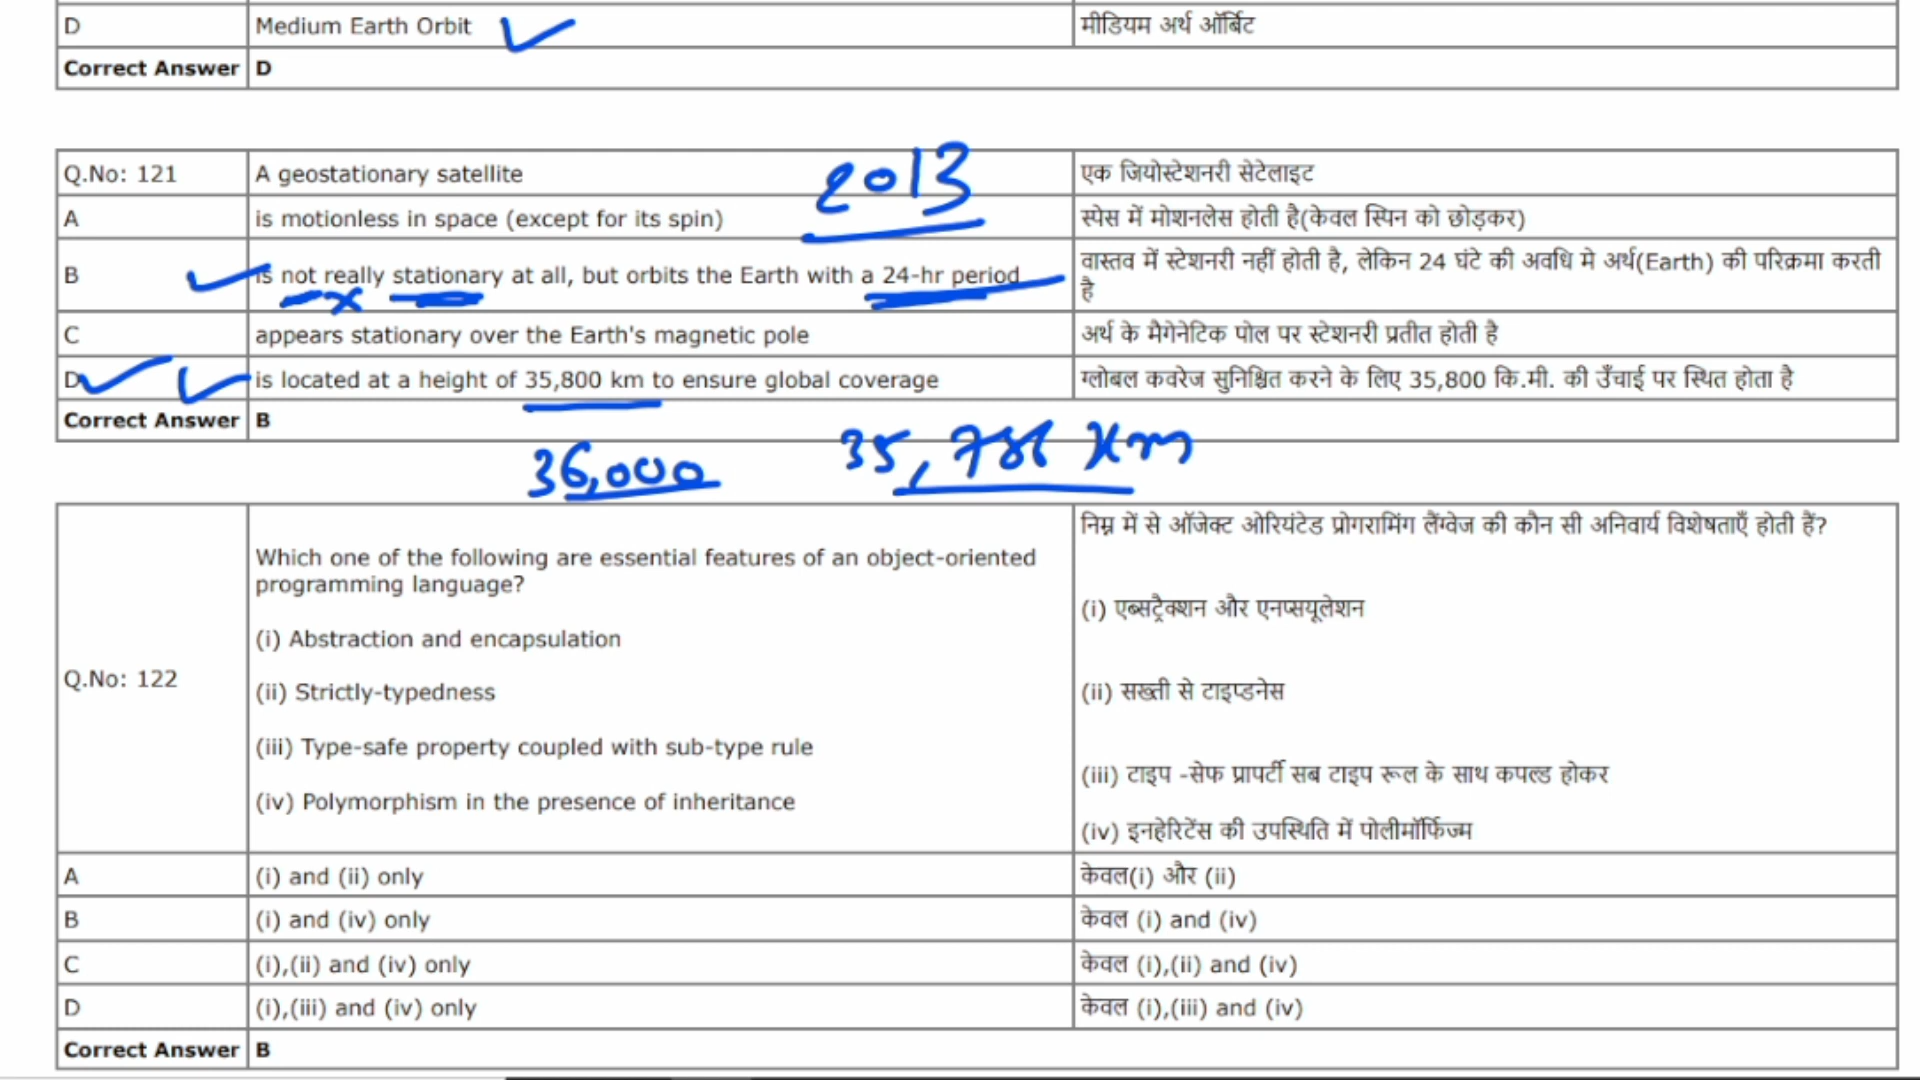 D Medium Earth Orbit मीडियम अर्थ ऑर्बिट
Correct Answer D
Q.No: 121 A geostationary satellite 2013 एक जियोस्टेशनरी सेटेलाइट
A is motionless in space (except for its spin) स्पेस में मोशनलेस होती है(केवल स्पिन को छोड़कर)
B is not really stationary at all, but orbits the Earth with a 24-hr period वास्तव में स्टेशनरी नहीं होती है, लेकिन 24 घंटे की अवधि मे अर्थ(Earth) की परिक्रमा करती
है
C appears stationary over the Earth's magnetic pole अर्थ के मैगेनेटिक पोल पर स्टेशनरी प्रतीत होती है
D is located at a height of 35,800 km to ensure global coverage ग्लोबल कवरेज सुनिश्चित करने के लिए 35,800 कि.मी. की उँचाई पर स्थित होता है
Correct Answer B
36,000 35,786 Km
Q.No: 122
Which one of the following are essential features of an object-oriented
programming language?
(i) Abstraction and encapsulation
(ii) Strictly-typedness
(iii) Type-safe property coupled with sub-type rule
(iv) Polymorphism in the presence of inheritance
निम्न में से ऑजेक्ट ओरियंटेड प्रोगरामिंग लैंग्वेज की कौन सी अनिवार्य विशेषताएँ होती हैं?
(i) एब्सट्रैक्शन और एनप्सयूलेशन
(ii) सख्ती से टाइप्डनेस
(iii) टाइप -सेफ प्रापर्टी सब टाइप रूल के साथ कपल्ड होकर
(iv) इनहेरिटेंस की उपस्थिति में पोलीमॉर्फिज्म
A (i) and (ii) only केवल(i) और (ii)
B (i) and (iv) only केवल (i) and (iv)
C (i),(ii) and (iv) only केवल (i),(ii) and (iv)
D (i),(iii) and (iv) only केवल (i),(iii) and (iv)
Correct Answer B